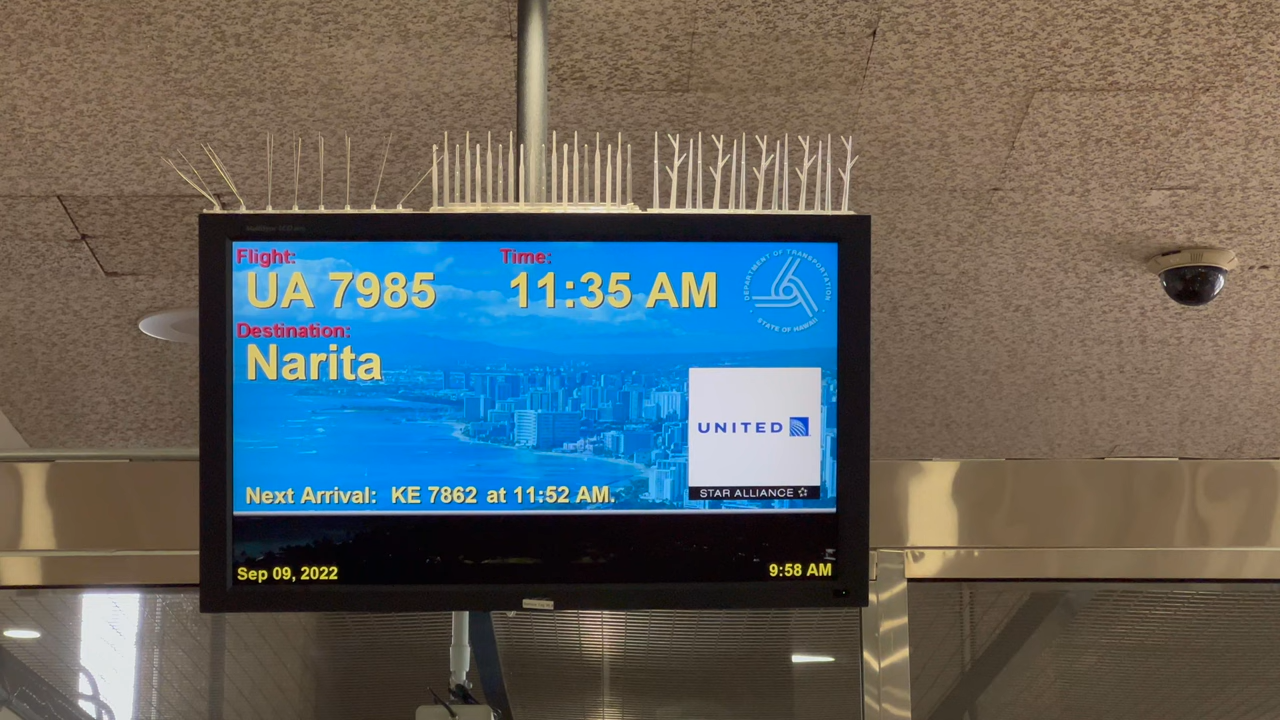 Flight:
Time:
UA 7985
11:35 AM
DEPARTMENT OF TRANSPORTATION
STATE OF HAWAII
Destination:
Narita
UNITED
STAR ALLIANCE
Next Arrival: KE 7862 at 11:52 AM.
Sep 09, 2022
9:58 AM